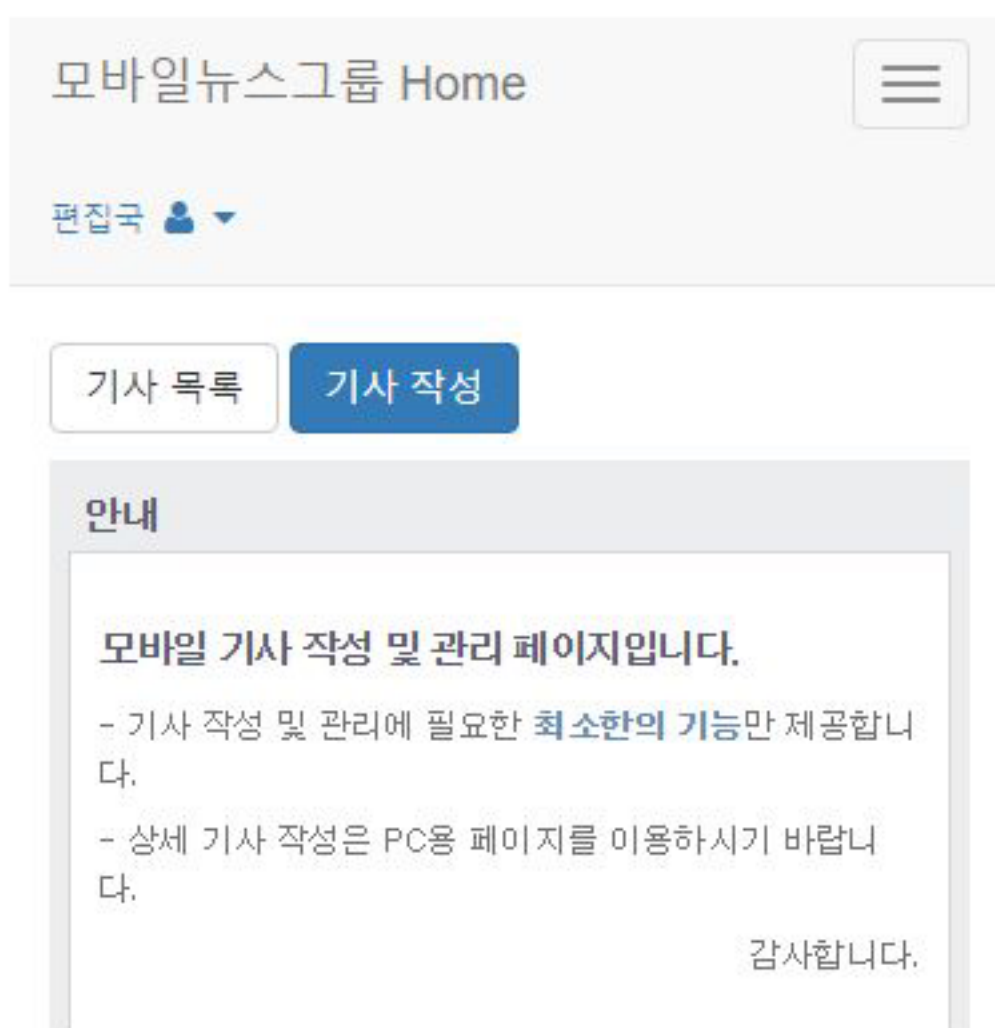 모바일뉴스그룹 Home
편집국
기사 목록
기사 작성
안내
모바일 기사 작성 및 관리 페이지입니다.
- 기사 작성 및 관리에 필요한 최소한의 기능만 제공합니
다.
- 상세 기사 작성은 PC용 페이지를 이용하시기 바랍니
다.
감사합니다.